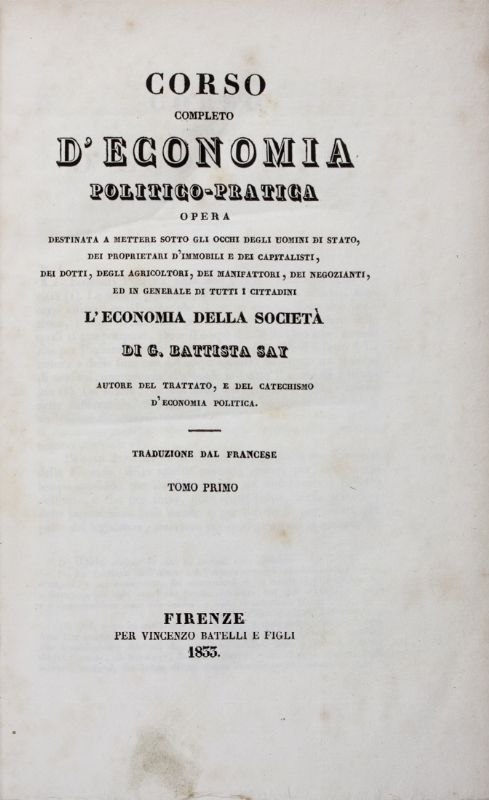 CORSO
COMPLETO
D'ECONOMIA
POLITICO-PRATICA
OPERA
DESTINATA A METTERE SOTTO GLI OCCHI DEGLI UOMINI DI STATO,
DEI PROPRIETARI D'IMMOBILI E DEI CAPITALISTI,
DEI DOTTI, DEGLI AGRICOLTORI, DEI MANIFATTORI, DEI NEGOZIANTI,
ED IN GENERALE DI TUTTI I CITTADINI
L'ECONOMIA DELLA SOCIETÀ
DI G. BATTISTA SAY
AUTORE DEL TRATTATO, E DEL CATECHISMO
D'ECONOMIA POLITICA.
TRADUZIONE DAL FRANCESE
TOMO PRIMO
FIRENZE
PER VINCENZO BATELLI E FIGLI
1833.